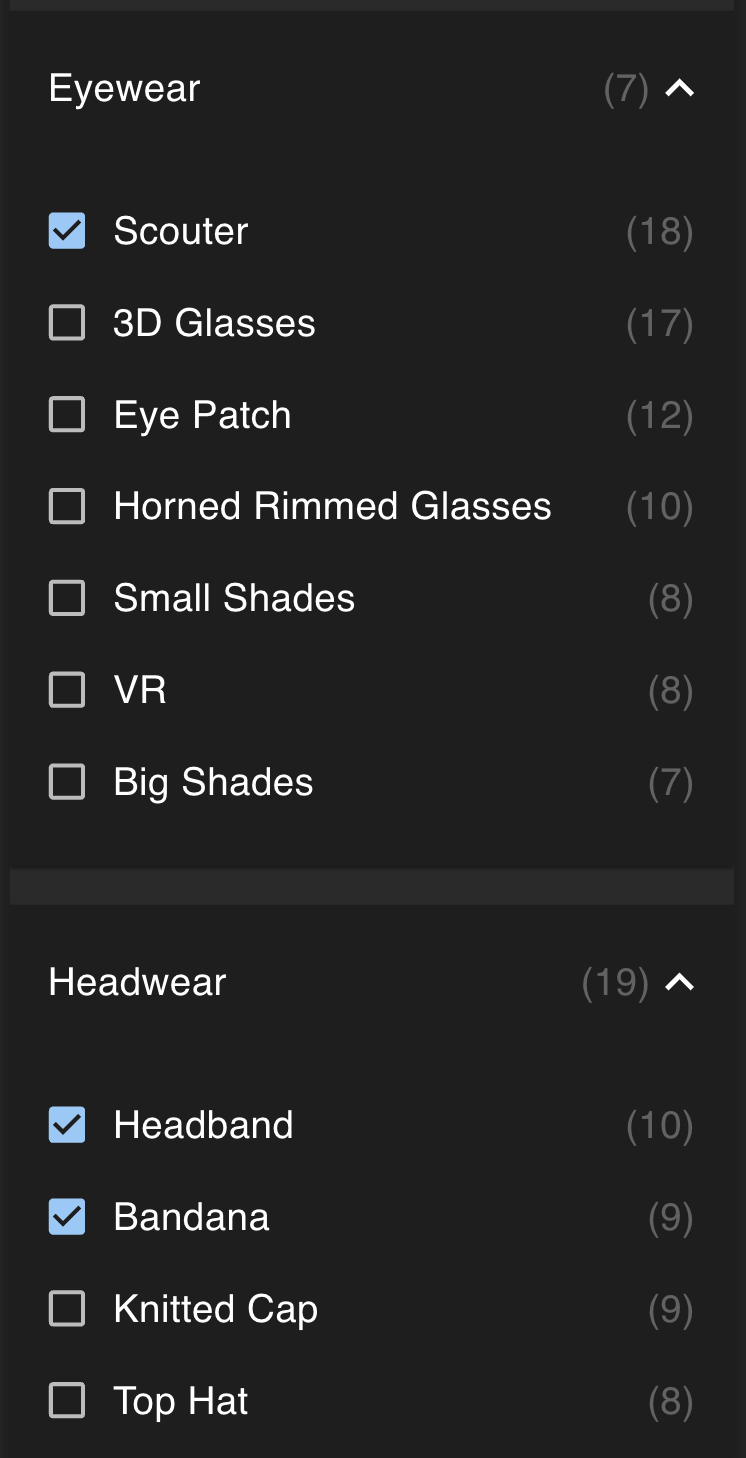 Eyewear (7)
Scouter (18)
3D Glasses (17)
Eye Patch (12)
Horned Rimmed Glasses (10)
Small Shades (8)
VR (8)
Big Shades (7)
Headwear (19)
Headband (10)
Bandana (9)
Knitted Cap (9)
Top Hat (8)